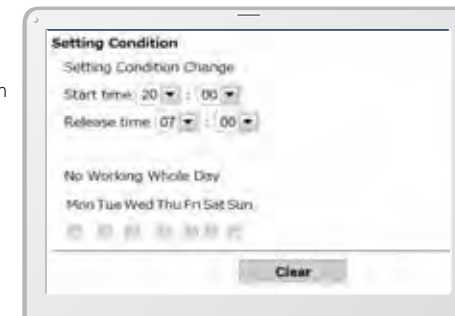 Setting Condition
Setting Condition Change
n
Start time 20 : 00
Release time 07 : 00
No Working Whole Day
Mon Tue Wed Thu Fri Sat Sun
Clear